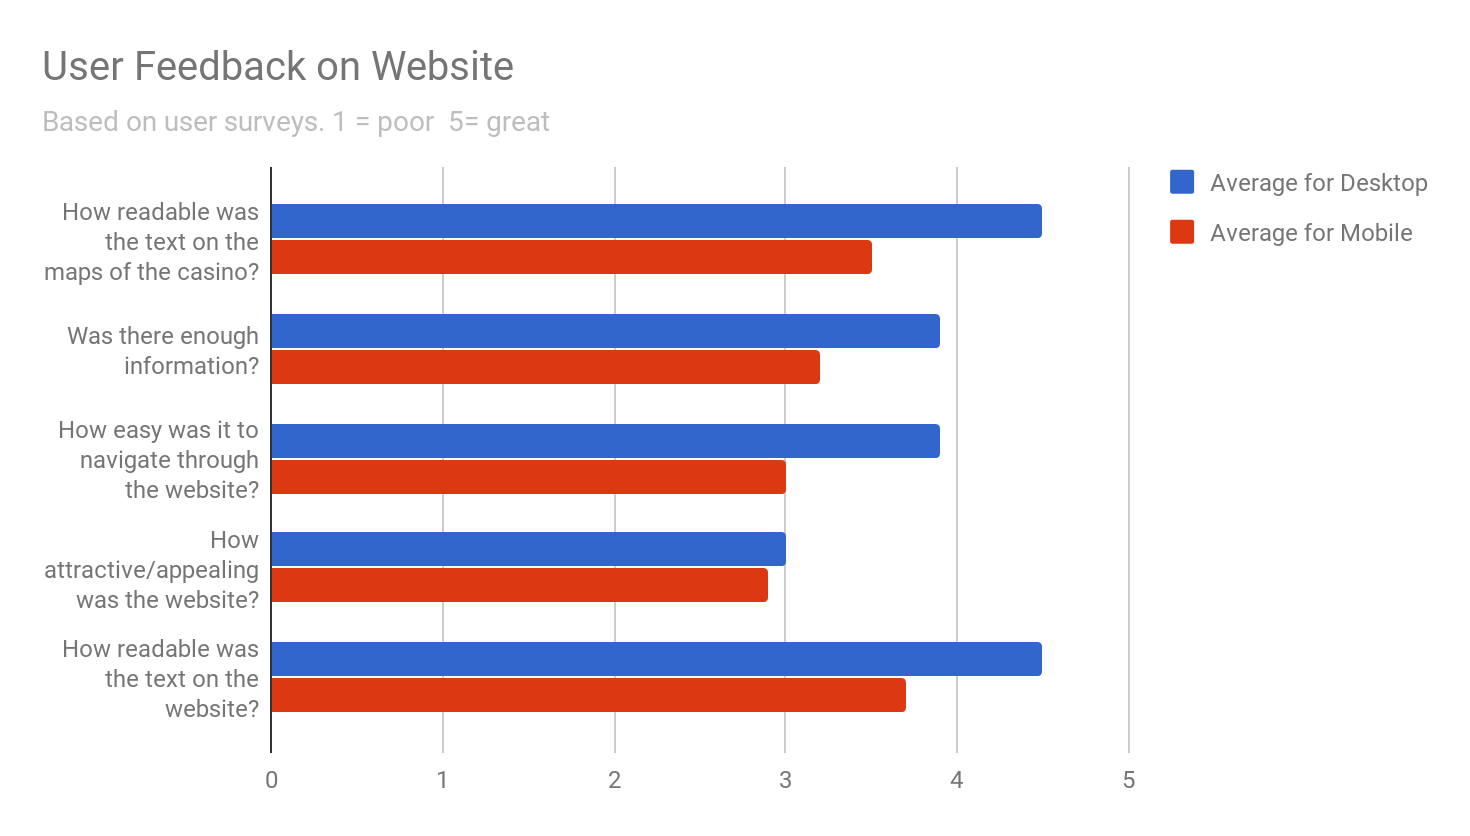 User Feedback on Website
Based on user surveys. 1 = poor  5= great
Average for Desktop
Average for Mobile
How readable was
the text on the
maps of the casino?
Was there enough
information?
How easy was it to
navigate through
the website?
How
attractive/appealing
was the website?
How readable was
the text on the
website?
0 1 2 3 4 5